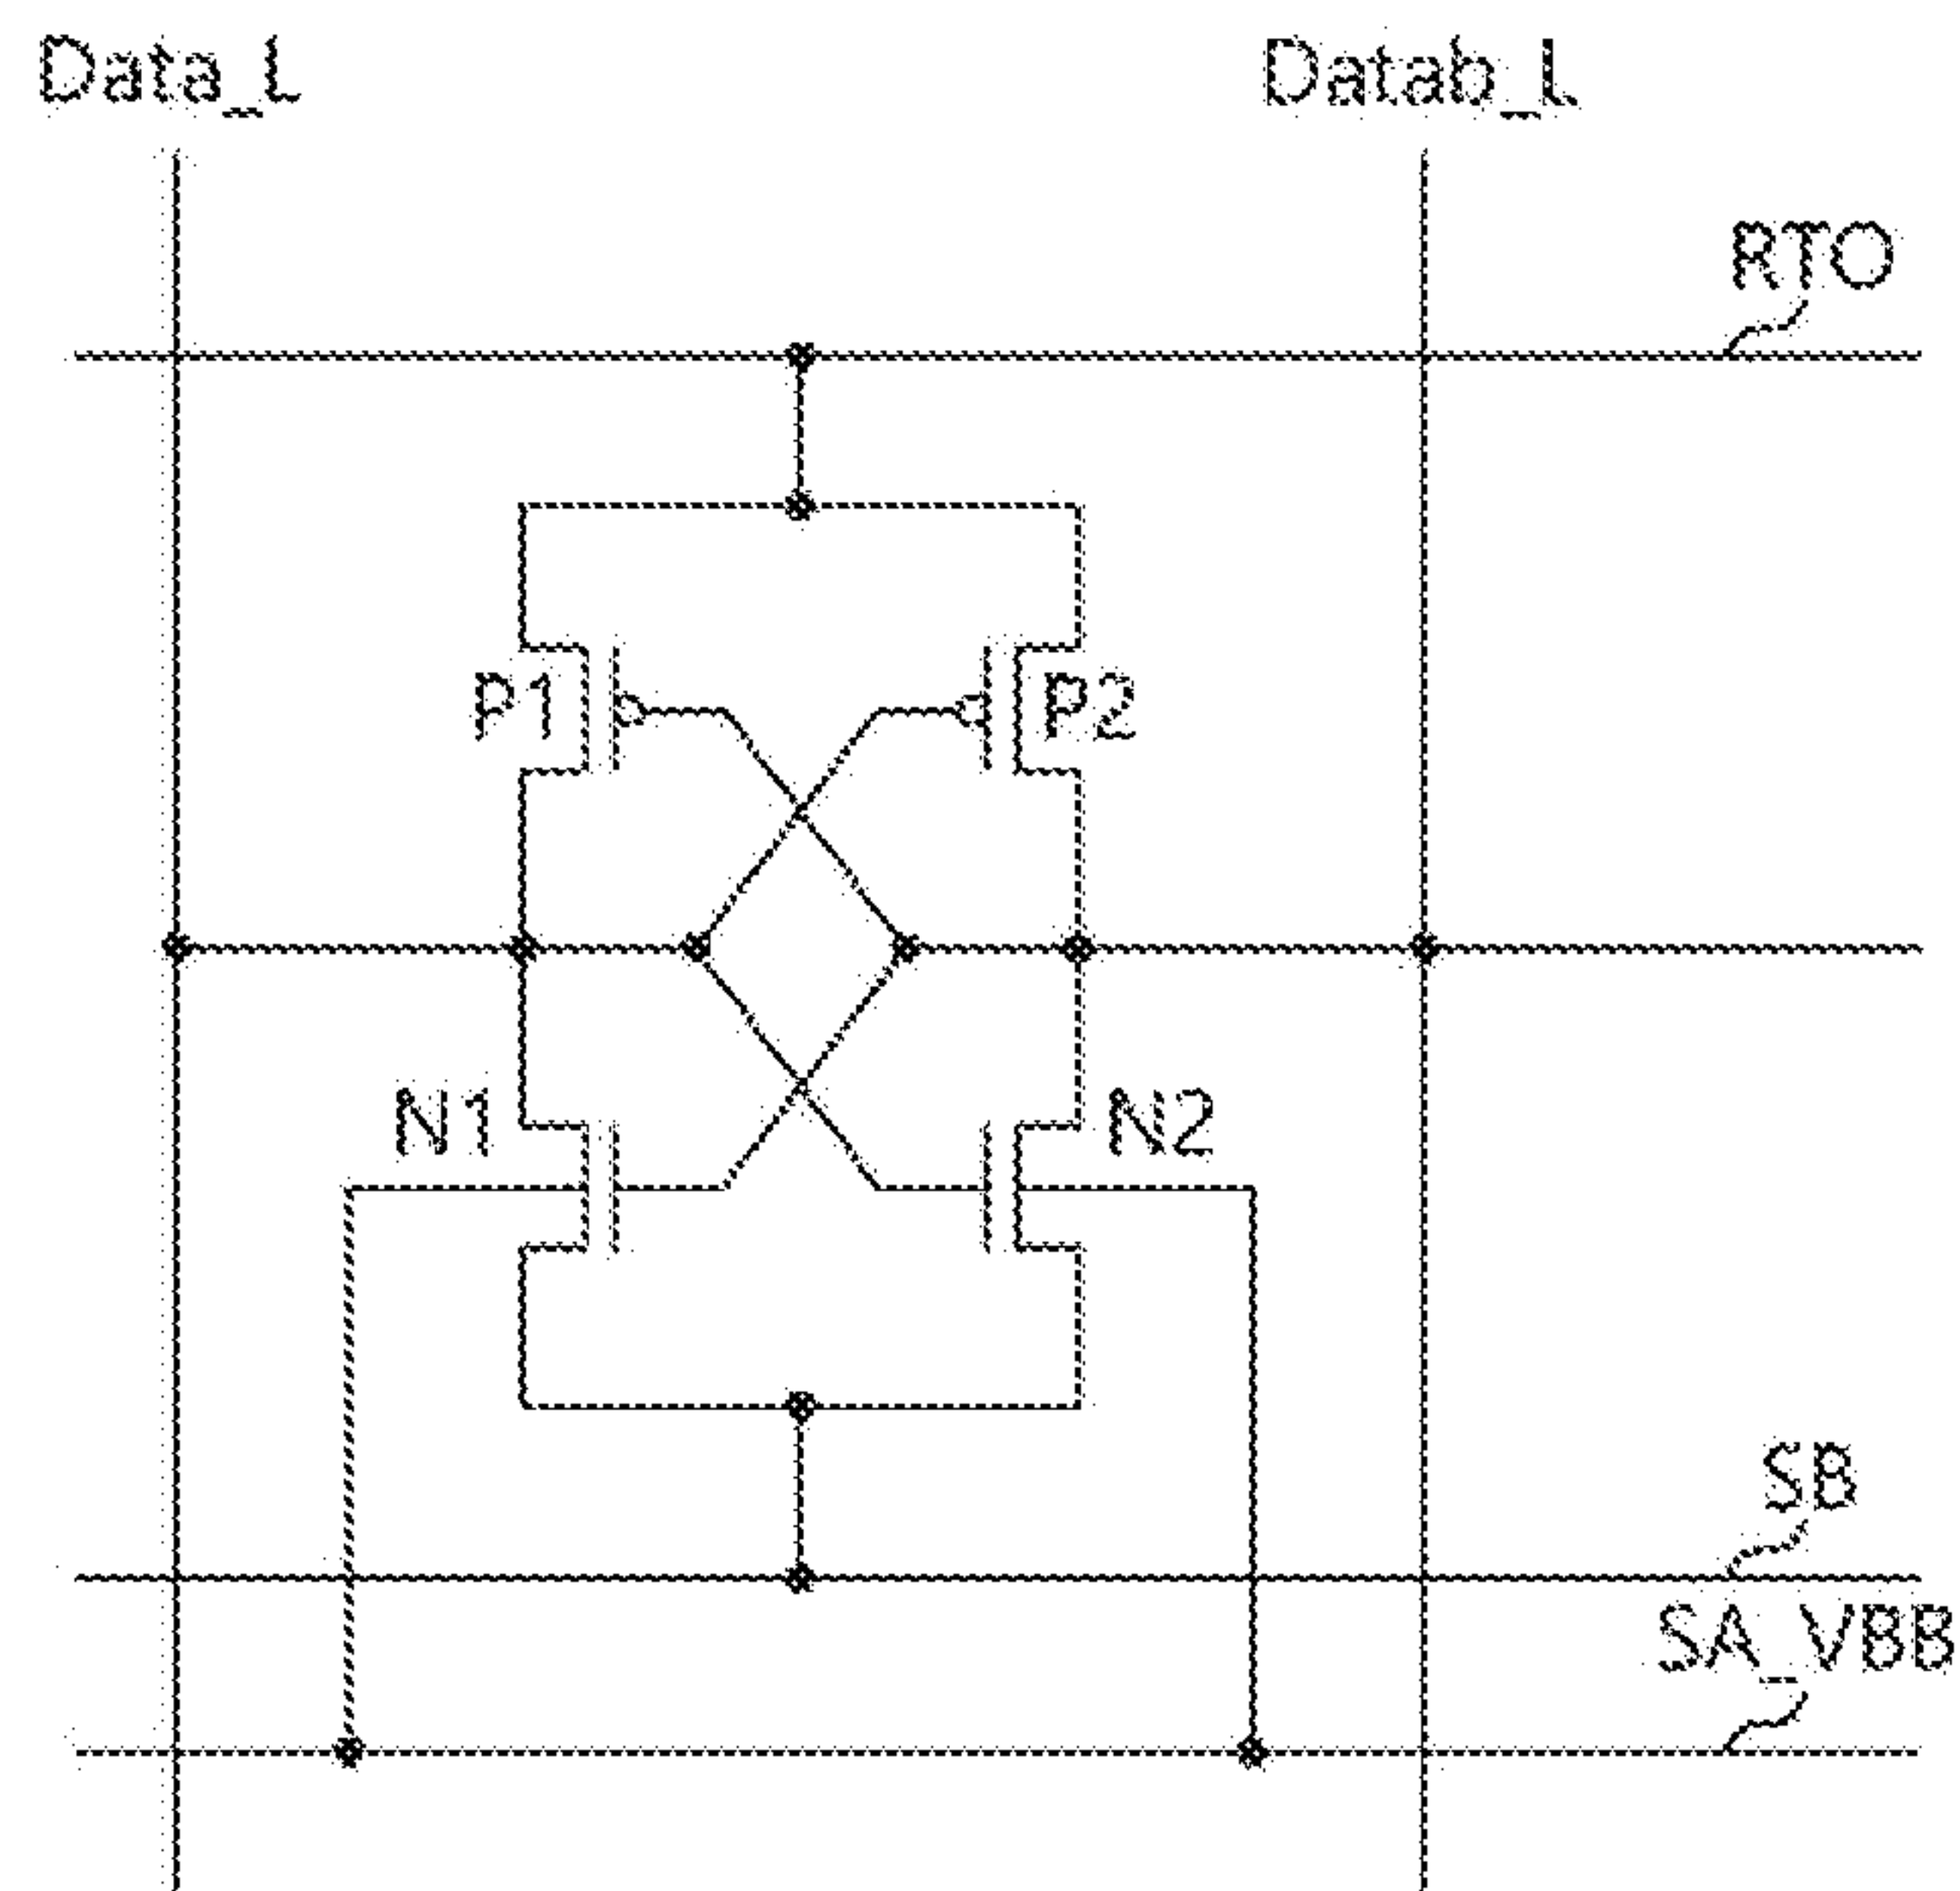 Data_L
Datab_L
RTO
P1
P2
N1
N2
SB
SA_VBB